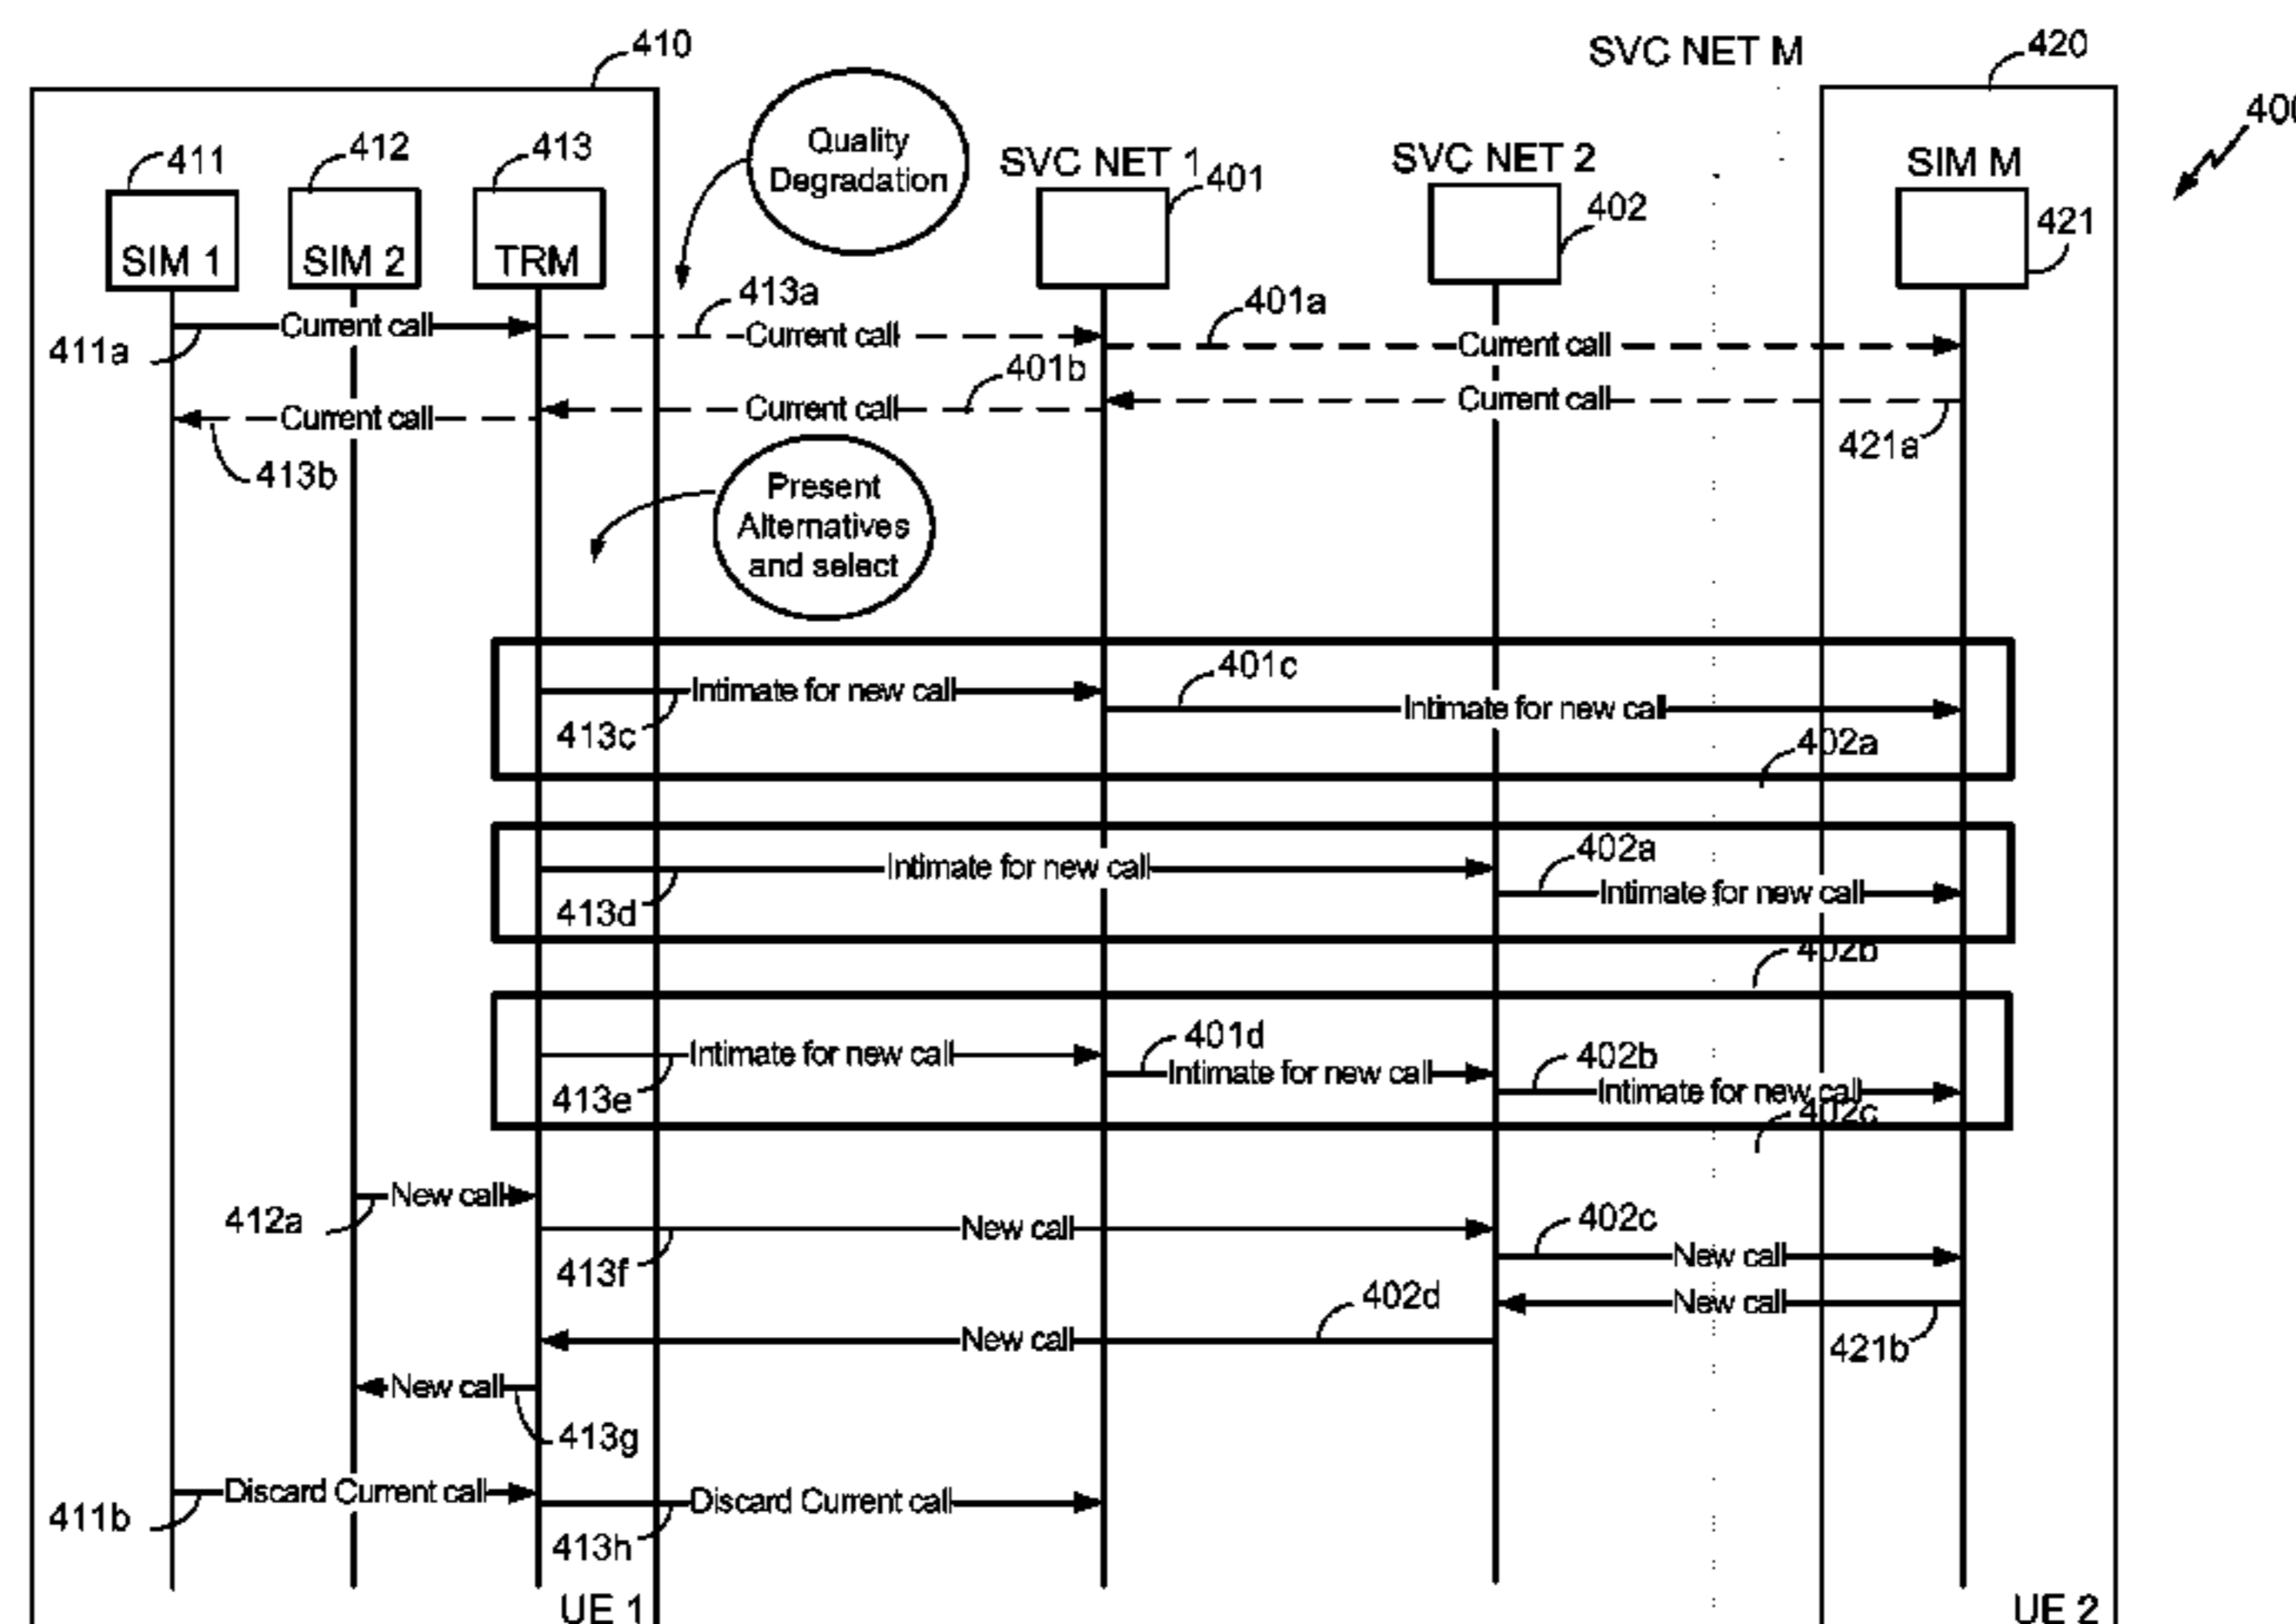 410
SVC NET M
420
400
411
412
413
Quality
Degradation
SVC NET 1
401
SVC NET 2
402
SIM M
421
SIM 1
SIM 2
TRM
413a
401a
Current call
Current call
Current call
411a
401b
Current call
Current call
Current call
421a
413b
Present
Alternatives
and select
401c
Intimate for new call
Intimate for new call
413c
402a
402a
Intimate for new call
Intimate for new call
413d
402b
401d
Intimate for new call
Intimate for new call
402b
Intimate for new call
413e
402c
New call
412a
New call
402c
New call
413f
402d
New call
New call
421b
New call
413g
Discard Current call
Discard Current call
411b
413h
UE 1
UE 2